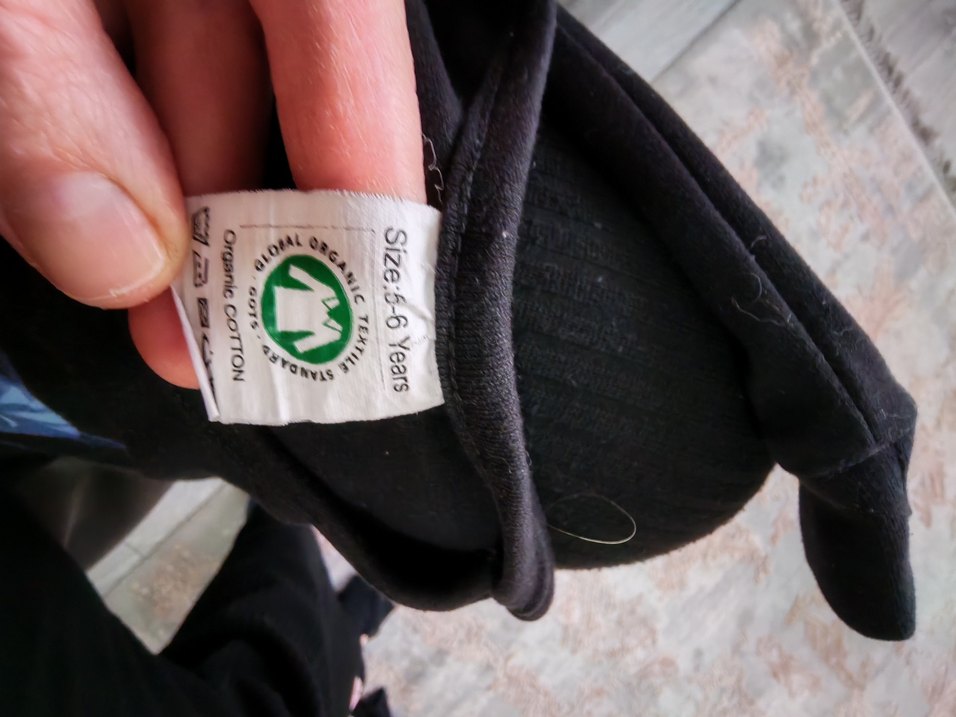 Size:5-6 Years
GLOBAL ORGANIC TEXTILE STANDARD · GOTS ·
Organic COTTON